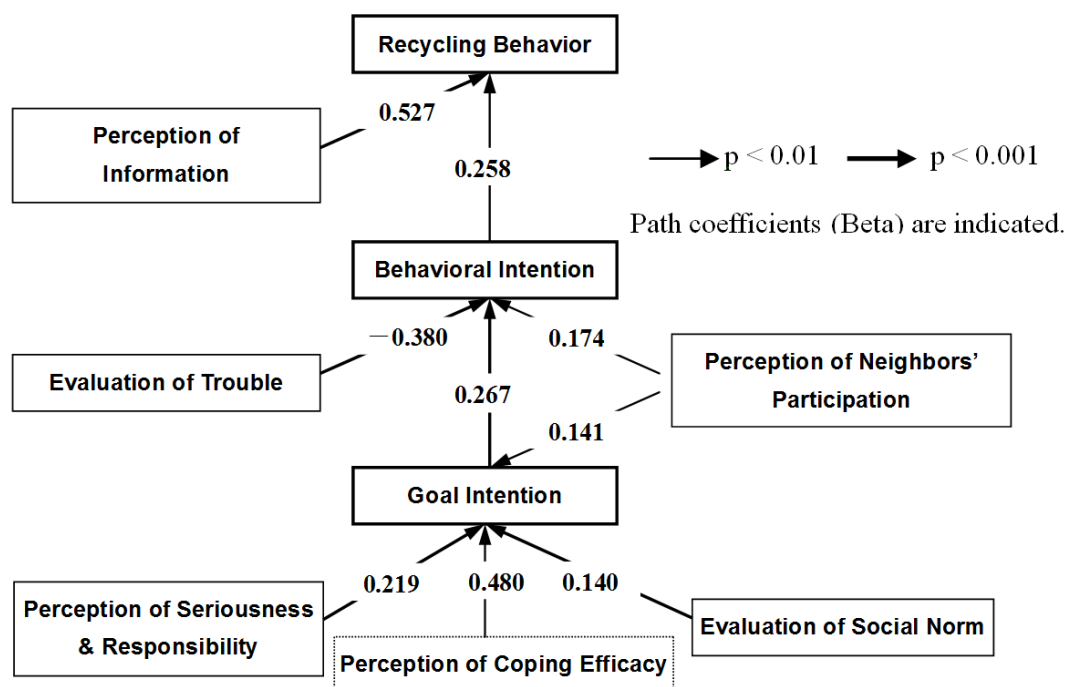 Recycling Behavior
0.527
Perception of
Information
0.258
p < 0.01
p < 0.001
Path coefficients (Beta) are indicated.
Behavioral Intention
−0.380
0.174
Evaluation of Trouble
Perception of Neighbors’
Participation
0.267
0.141
Goal Intention
0.219
0.480
0.140
Perception of Seriousness
& Responsibility
Evaluation of Social Norm
Perception of Coping Efficacy